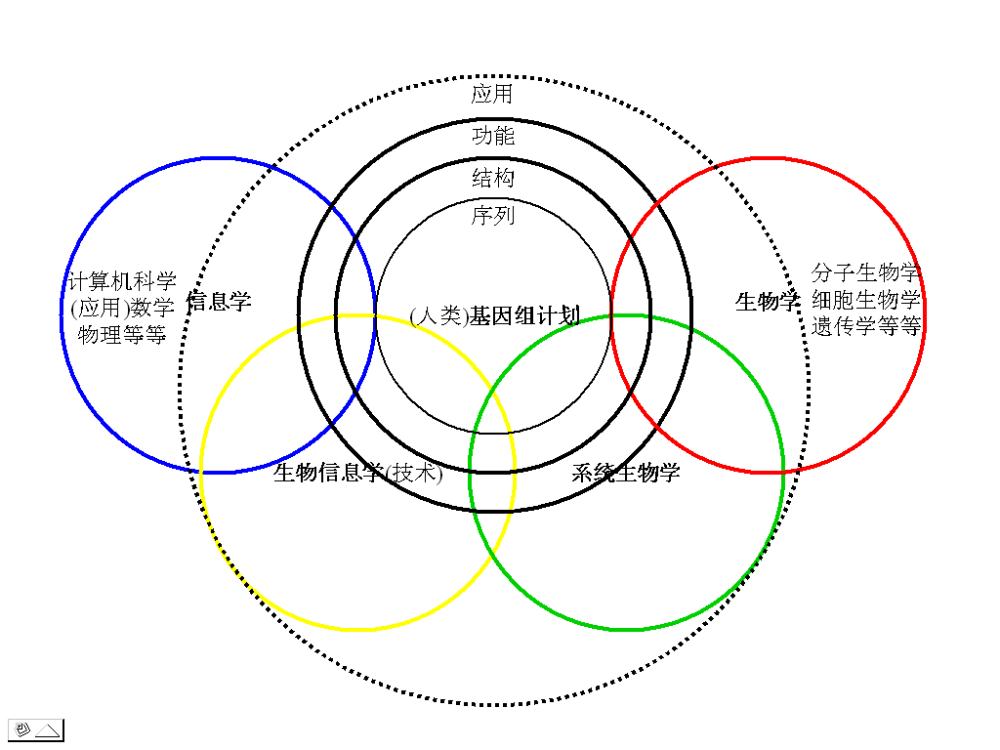 应用
功能
结构
序列
计算机科学
(应用)数学
物理等等
信息学
(人类)基因组计划
生物学
分子生物学
细胞生物学
遗传学等等
生物信息学(技术)
系统生物学